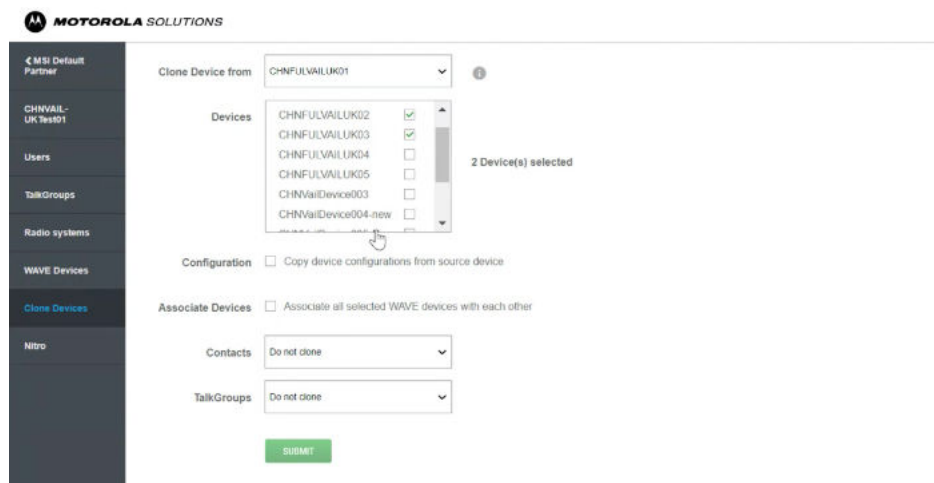 MOTOROLA SOLUTIONS
MSI Default
Partner
CHNVAIL-
UKTest01
Users
TalkGroups
Radio systems
WAVE Devices
Clone Devices
Nitro
Clone Device from CHNFULVAILUK01
Devices
CHNFULVAILUK02
CHNFULVAILUK03
CHNFULVAILUK04
CHNFULVAILUK05
CHNVailDevice003
CHNVailDevice004-new
2 Device(s) selected
Configuration Copy device configurations from source device
Associate Devices Associate all selected WAVE devices with each other
Contacts Do not clone
TalkGroups Do not clone
SUBMIT